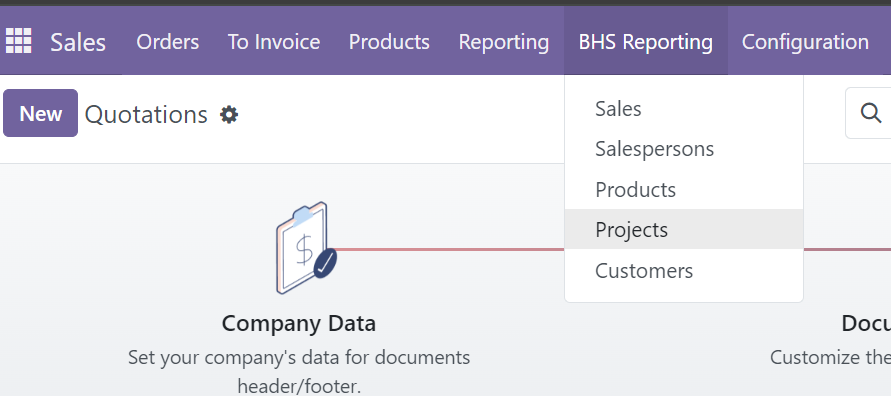 Sales Orders To Invoice Products Reporting BHS Reporting Configuration
New Quotations
Sales
Salespersons
Products
Projects
Customers
$
Company Data
Set your company's data for documents
header/footer.
Docu
Customize the